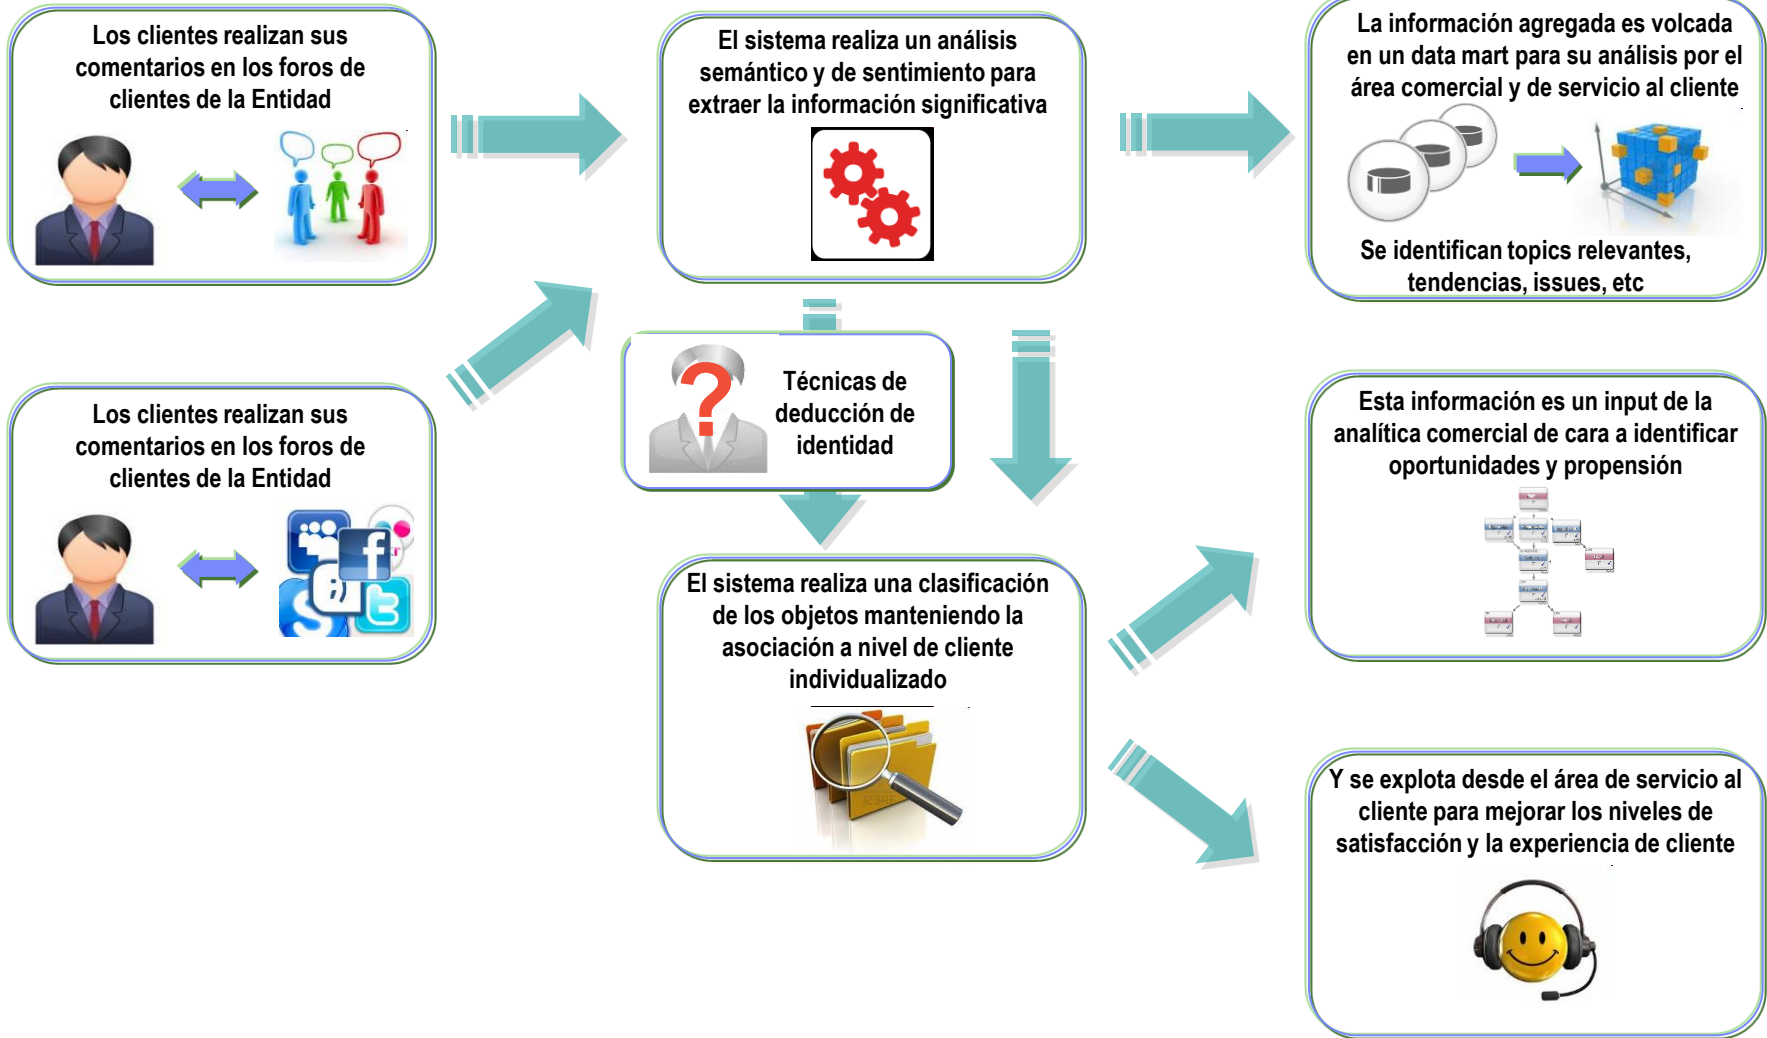 Los clientes realizan sus
comentarios en los foros de
clientes de la Entidad
El sistema realiza un análisis
semántico y de sentimiento para
extraer la información significativa
La información agregada es volcada
en un data mart para su análisis por el
área comercial y de servicio al cliente
Se identifican topics relevantes,
tendencias, issues, etc
Técnicas de
deducción de
identidad
Los clientes realizan sus
comentarios en los foros de
clientes de la Entidad
El sistema realiza una clasificación
de los objetos manteniendo la
asociación a nivel de cliente
individualizado
Esta información es un input de la
analítica comercial de cara a identificar
oportunidades y propensión
Y se explota desde el área de servicio al
cliente para mejorar los niveles de
satisfacción y la experiencia de cliente